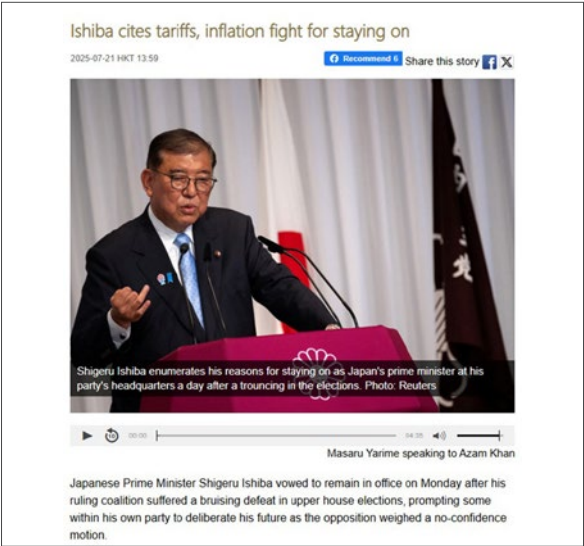 Ishiba cites tariffs, inflation fight for staying on
2025-07-21 HKT 13:59
Recommend 6 Share this story
Shigeru Ishiba enumerates his reasons for staying on as Japan's prime minister at his
party's headquarters a day after a trouncing in the elections. Photo: Reuters
10 00:00 04:35
Masaru Yarime speaking to Azam Khan
Japanese Prime Minister Shigeru Ishiba vowed to remain in office on Monday after his
ruling coalition suffered a bruising defeat in upper house elections, prompting some
within his own party to deliberate his future as the opposition weighed a no-confidence
motion.